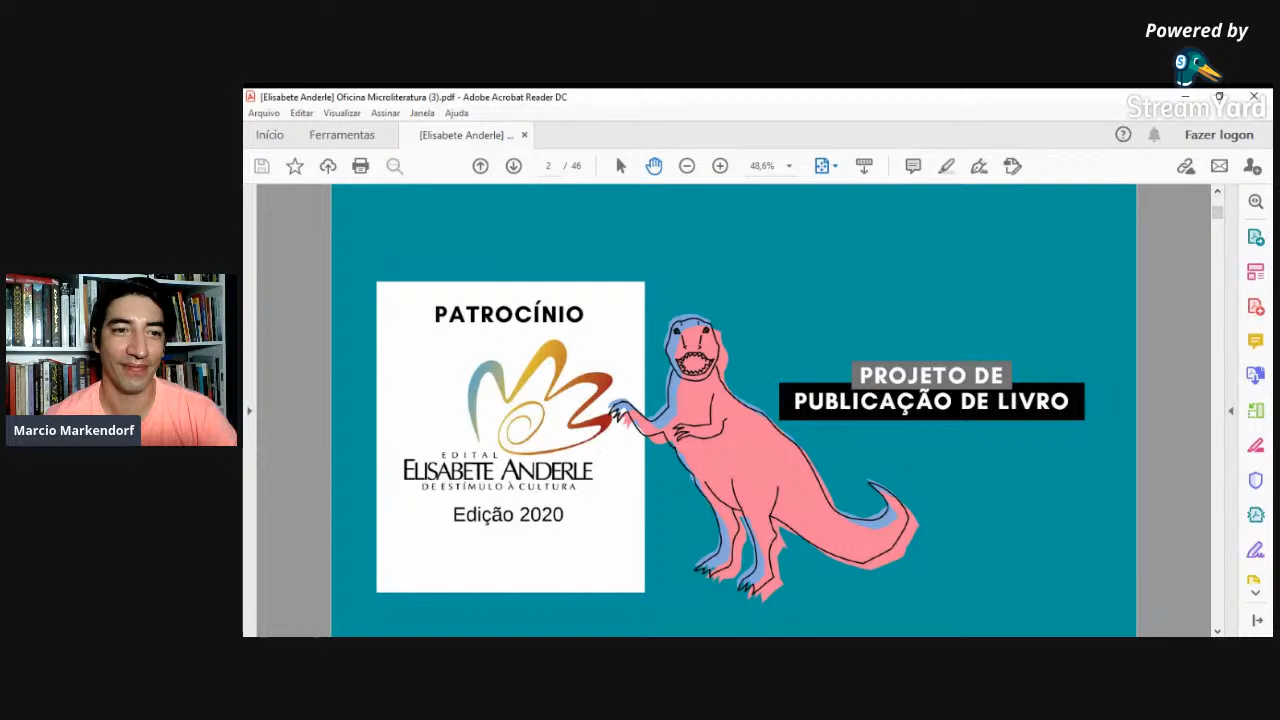 Powered by
StreamYard
[Elisabete Anderle] Oficina Microliteratura (3).pdf - Adobe Acrobat Reader DC
Arquivo Editar Visualizar Assinar Janela Ajuda
Início Ferramentas [Elisabete Anderle] ... Fazer logon
2 / 46 48,6%
PATROCÍNIO
EDITAL
ELISABETE ANDERLE
DE ESTÍMULO À CULTURA
Edição 2020
PROJETO DE
PUBLICAÇÃO DE LIVRO
Marcio Markendorf